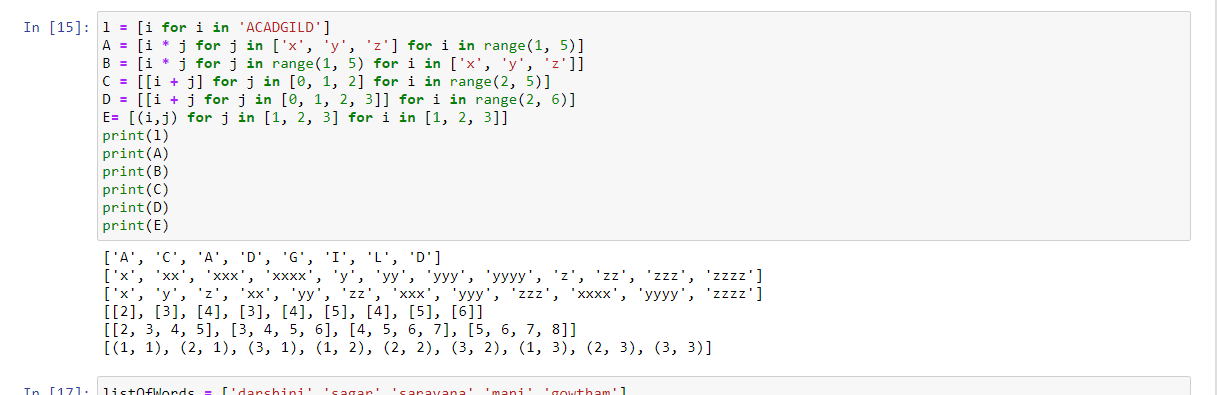 In [15]: l = [i for i in 'ACADGILD']
A = [i * j for j in ['x', 'y', 'z'] for i in range(1, 5)]
B = [i * j for j in range(1, 5) for i in ['x', 'y', 'z']]
C = [[i + j] for j in [0, 1, 2] for i in range(2, 5)]
D = [[i + j for j in [0, 1, 2, 3]] for i in range(2, 6)]
E= [(i,j) for j in [1, 2, 3] for i in [1, 2, 3]]
print(l)
print(A)
print(B)
print(C)
print(D)
print(E)
['A', 'C', 'A', 'D', 'G', 'I', 'L', 'D']
['x', 'xx', 'xxx', 'xxxx', 'y', 'yy', 'yyy', 'yyyy', 'z', 'zz', 'zzz', 'zzzz']
['x', 'y', 'z', 'xx', 'yy', 'zz', 'xxx', 'yyy', 'zzz', 'xxxx', 'yyyy', 'zzzz']
[[2], [3], [4], [3], [4], [5], [4], [5], [6]]
[[2, 3, 4, 5], [3, 4, 5, 6], [4, 5, 6, 7], [5, 6, 7, 8]]
[(1, 1), (2, 1), (3, 1), (1, 2), (2, 2), (3, 2), (1, 3), (2, 3), (3, 3)]
In [17]: listOfWords = ['darshini' 'sagar' 'saravana' 'mani' 'gowtham']